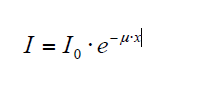 I = I₀ · e^{−μ·x}